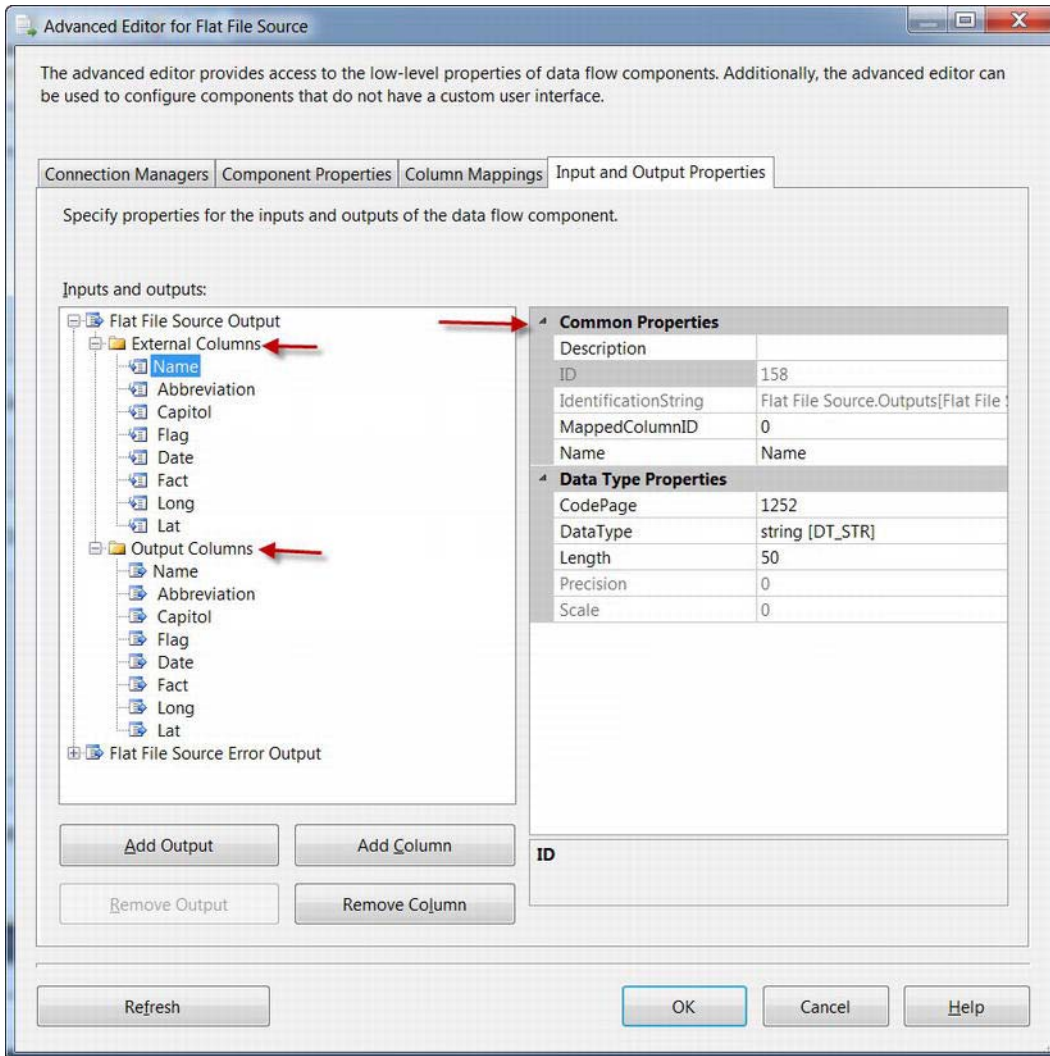 Advanced Editor for Flat File Source
The advanced editor provides access to the low-level properties of data flow components. Additionally, the advanced editor can
be used to configure components that do not have a custom user interface.
Connection Managers
Component Properties
Column Mappings
Input and Output Properties
Specify properties for the inputs and outputs of the data flow component.
Inputs and outputs:
Flat File Source Output
External Columns
Name
Abbreviation
Capitol
Flag
Date
Fact
Long
Lat
Output Columns
Name
Abbreviation
Capitol
Flag
Date
Fact
Long
Lat
Flat File Source Error Output
Common Properties
Description
ID 158
IdentificationString Flat File Source.Outputs[Flat File
MappedColumnID 0
Name Name
Data Type Properties
CodePage 1252
DataType string [DT_STR]
Length 50
Precision 0
Scale 0
ID
Add Output
Add Column
Remove Output
Remove Column
Refresh
OK
Cancel
Help